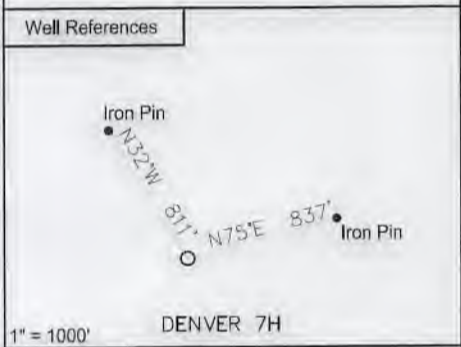 Well References
Iron Pin
N32°W 811'
N75°E 837'
Iron Pin
DENVER 7H
1" = 1000'